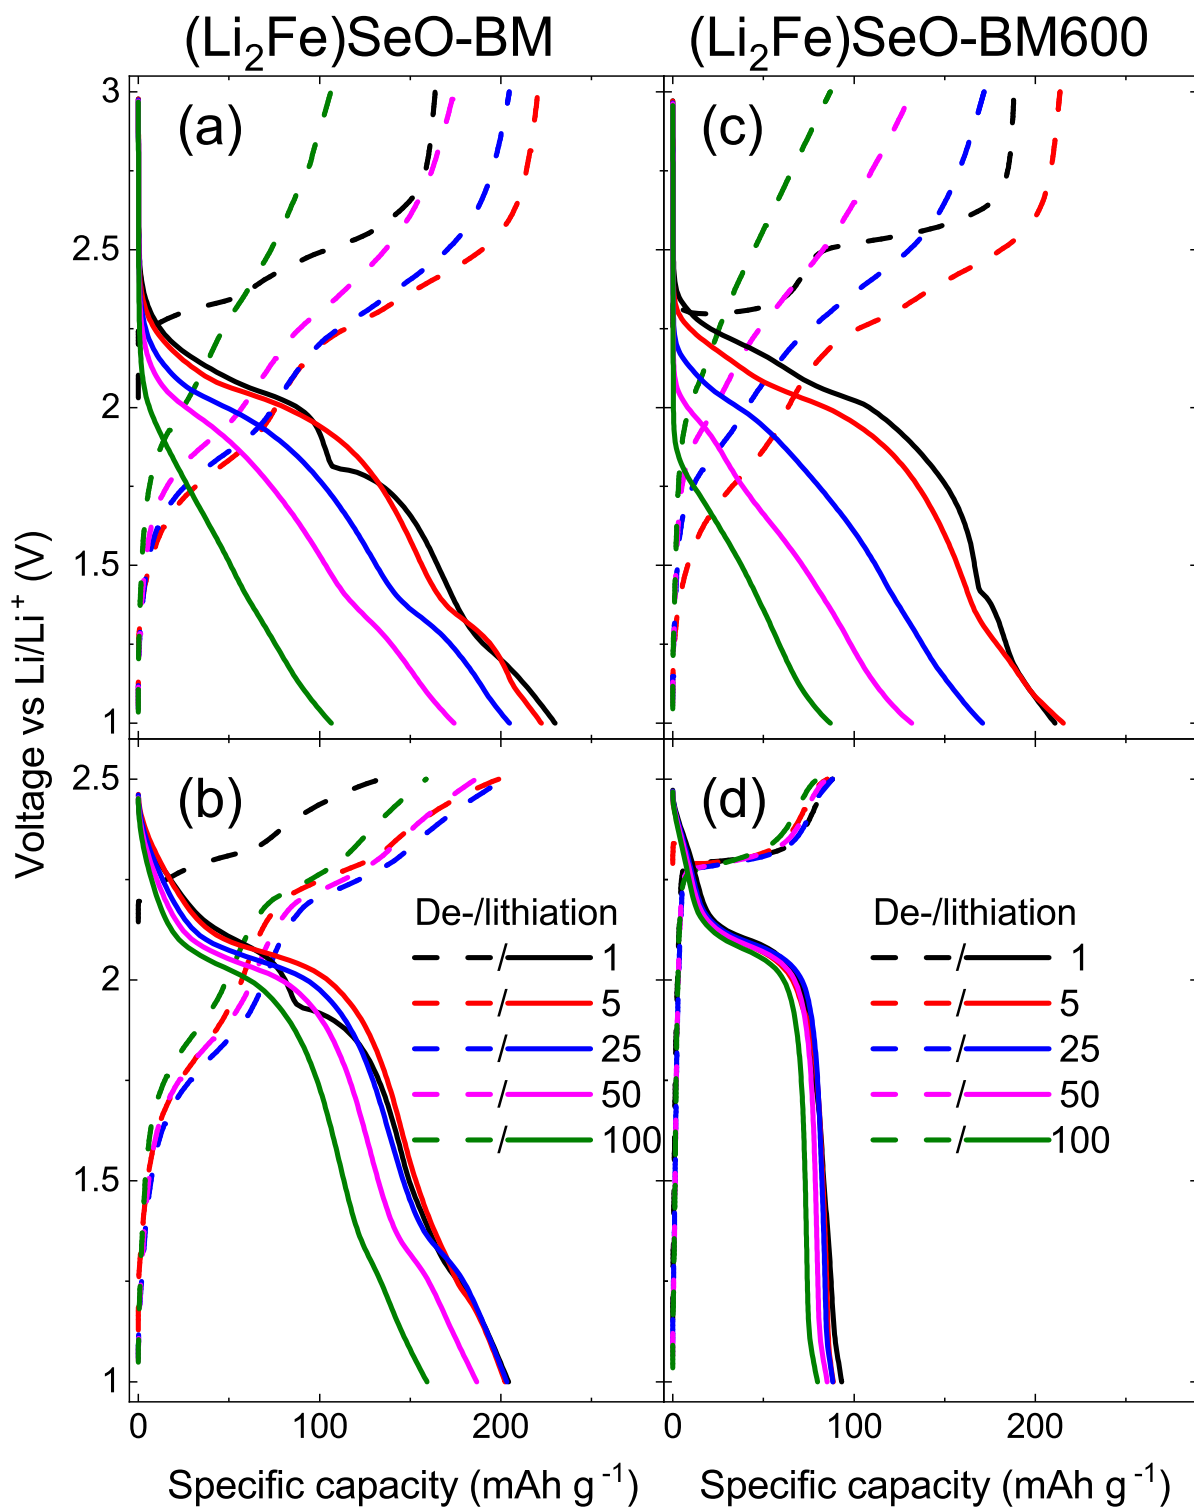 (Li₂Fe)SeO-BM (Li₂Fe)SeO-BM600
(a) (c)
3
2.5
2
1.5
1
Voltage vs Li/Li⁺ (V)
(b) (d)
2.5
2
1.5
1
De-/lithiation De-/lithiation
/ 1 / 1
/ 5 / 5
/ 25 / 25
/ 50 / 50
/ 100 / 100
0 100 200 0 100 200
Specific capacity (mAh g⁻¹) Specific capacity (mAh g⁻¹)